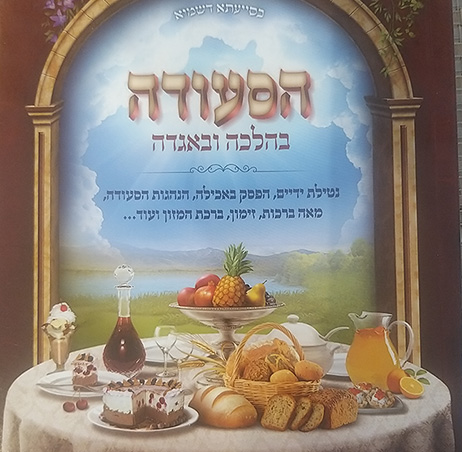 בסייעתא דשמיא
הסעודה
בהלכה ובאגדה
נטילת ידיים, הפסק באכילה, הנהגות הסעודה,
מאה ברכות, זימון, ברכת המזון ועוד...